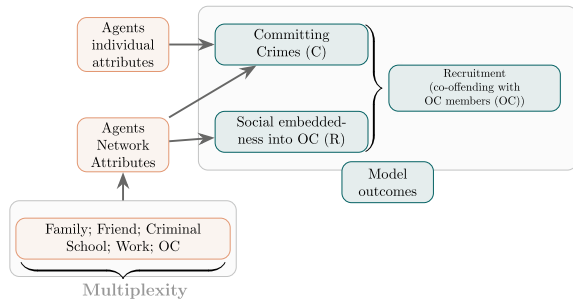 Agents
individual
attributes
Committing
Crimes (C)
Recruitment
(co-offending with
OC members (OC))
Agents
Network
Attributes
Social embedded-
ness into OC (R)
Model
outcomes
Family; Friend; Criminal
School; Work; OC
Multiplexity